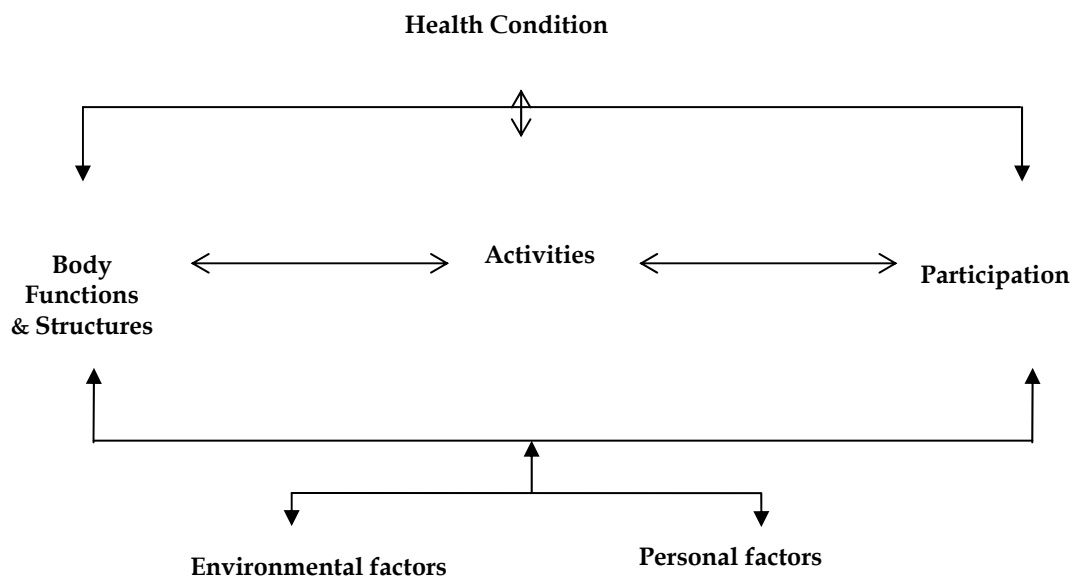 Health Condition
Body
Functions
& Structures
Activities
Participation
Environmental factors
Personal factors